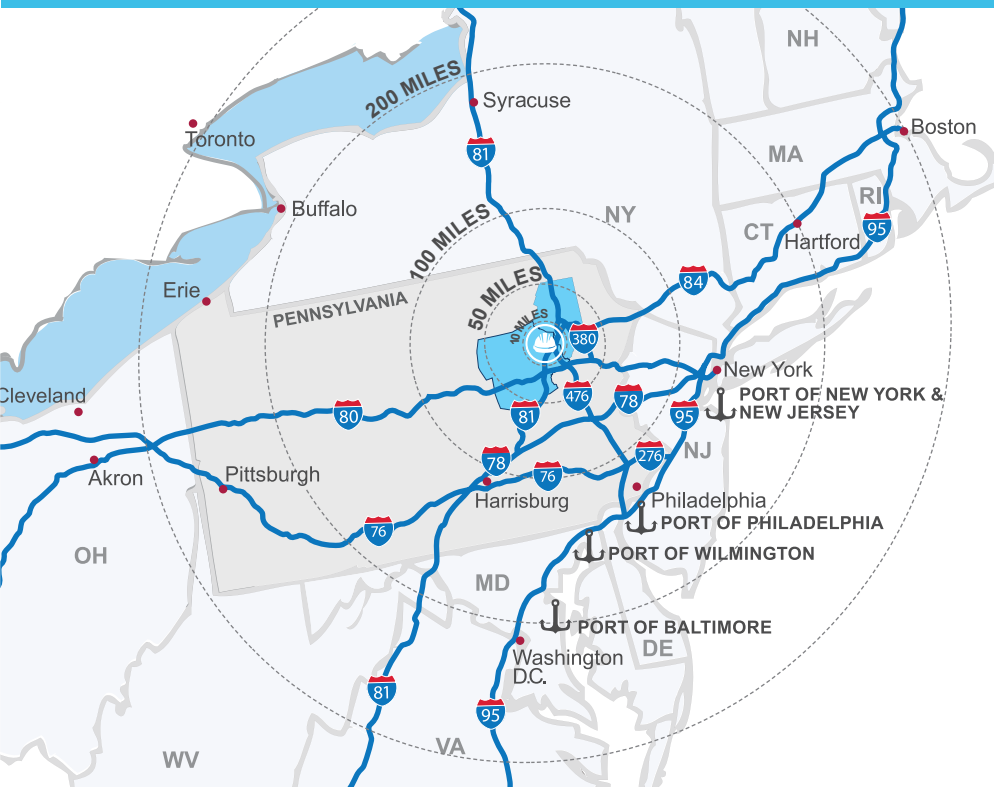 NH
200 MILES
Syracuse
Toronto
Boston
81
MA
Buffalo
100 MILES
NY
RI
CT
Hartford
95
84
Erie
50 MILES
PENNSYLVANIA
10 MILES
380
New York
Cleveland
PORT OF NEW YORK &
NEW JERSEY
476
78
80
81
95
NJ
78
76
276
Akron
Pittsburgh
Harrisburg
Philadelphia
PORT OF PHILADELPHIA
76
OH
PORT OF WILMINGTON
MD
PORT OF BALTIMORE
DE
Washington
D.C.
81
95
VA
WV